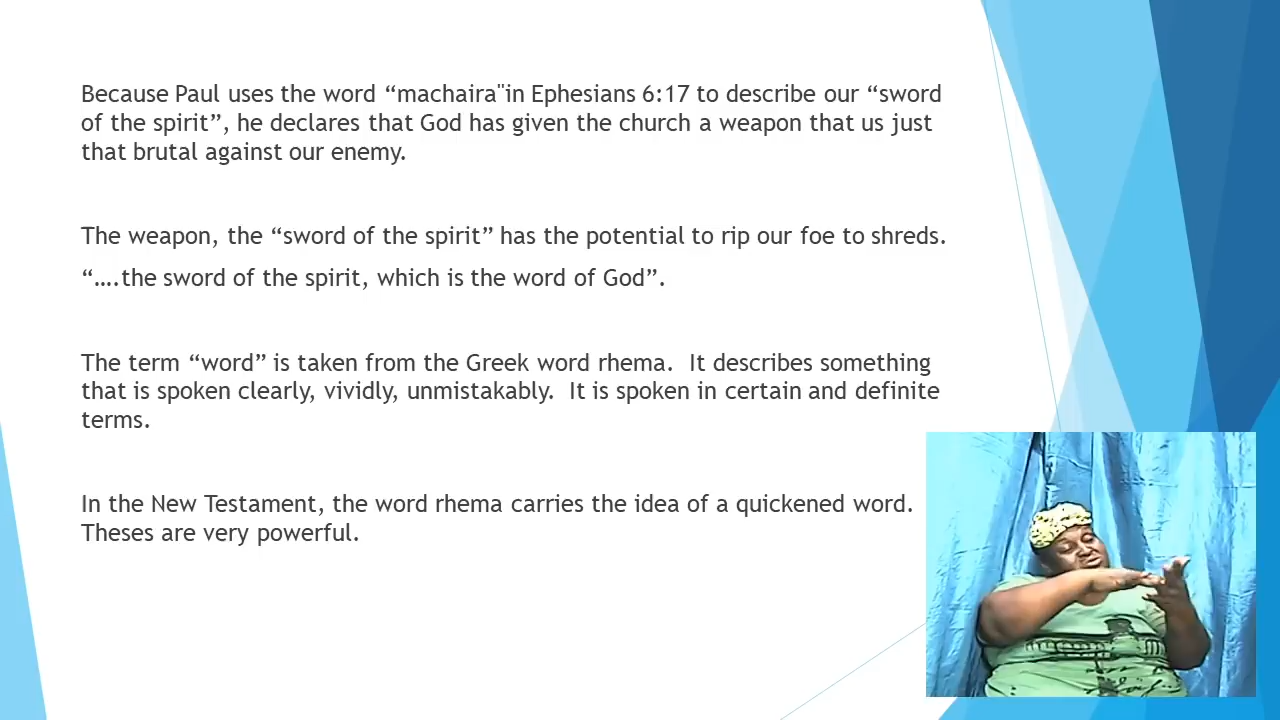 Because Paul uses the word “machaira"in Ephesians 6:17 to describe our “sword
of the spirit”, he declares that God has given the church a weapon that us just
that brutal against our enemy.
The weapon, the “sword of the spirit” has the potential to rip our foe to shreds.
“….the sword of the spirit, which is the word of God”.
The term “word” is taken from the Greek word rhema.  It describes something
that is spoken clearly, vividly, unmistakably.  It is spoken in certain and definite
terms.
In the New Testament, the word rhema carries the idea of a quickened word.
Theses are very powerful.